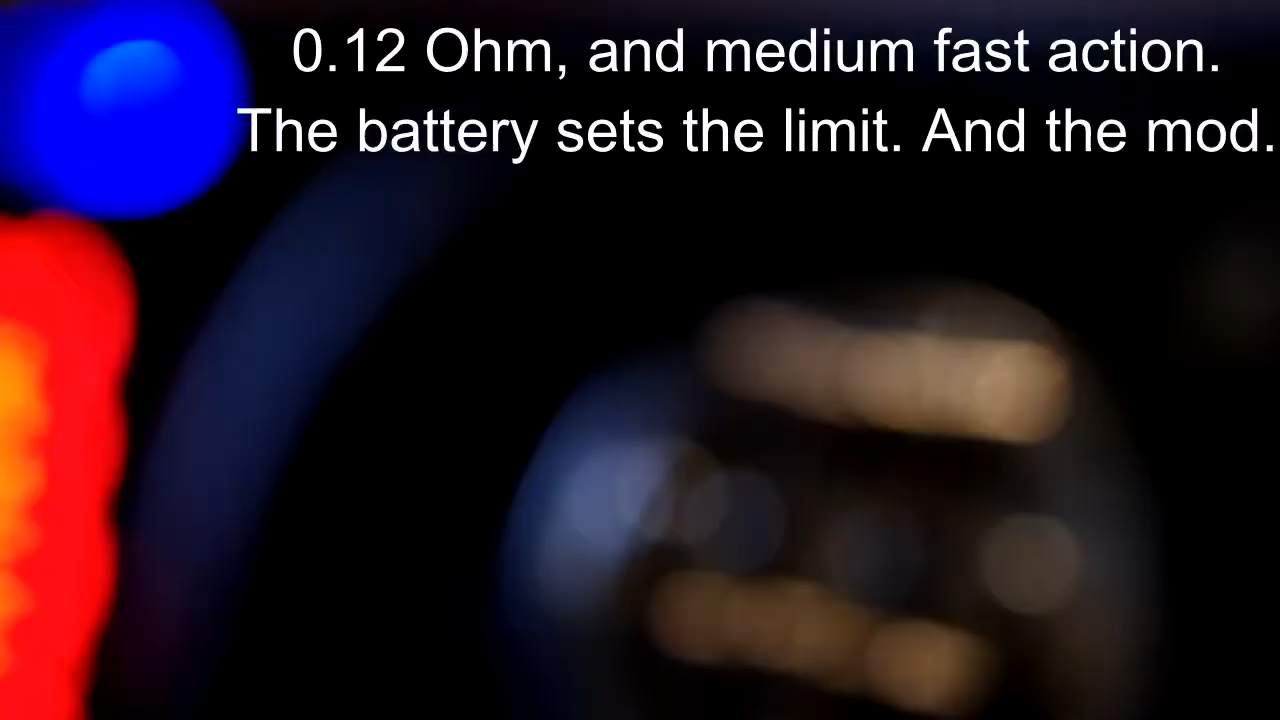 0.12 Ohm, and medium fast action.
The battery sets the limit. And the mod.